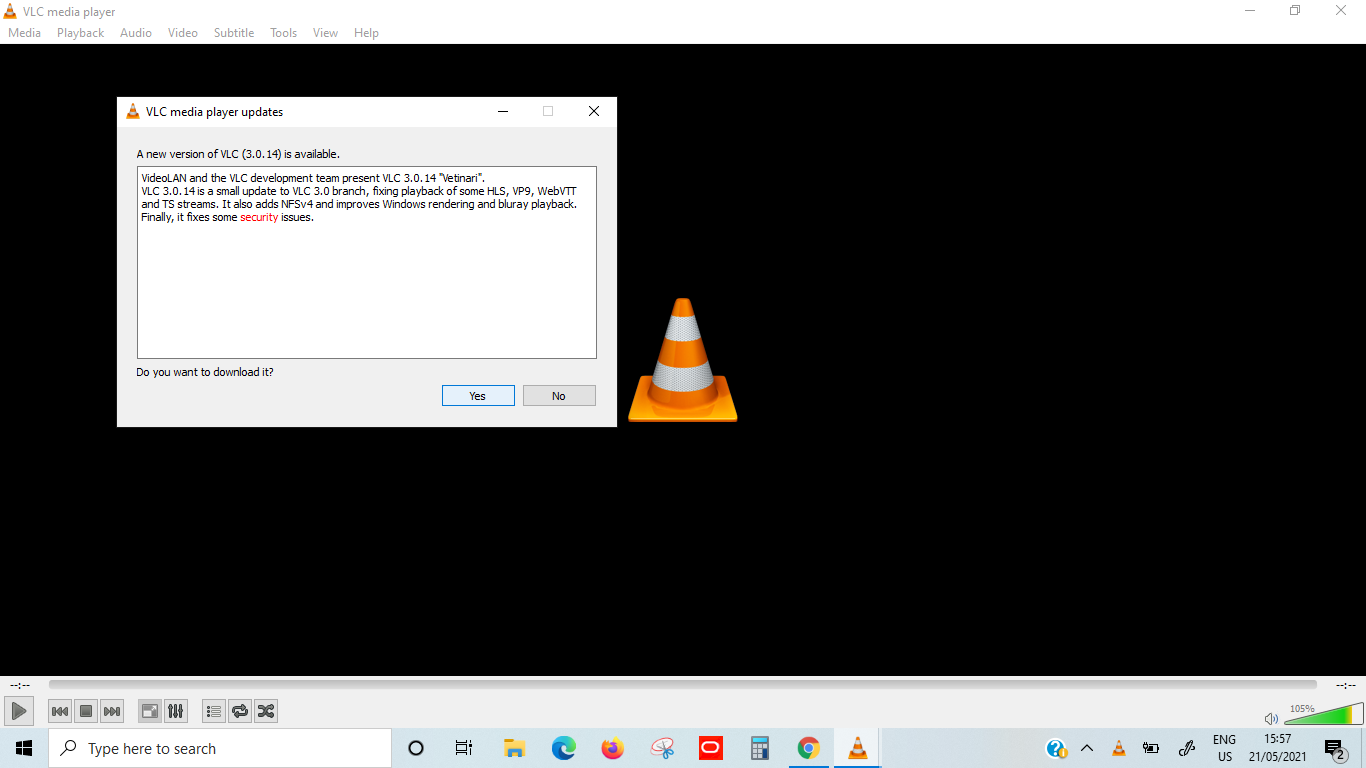 VLC media player
Media Playback Audio Video Subtitle Tools View Help
VLC media player updates
A new version of VLC (3.0.14) is available.
VideoLAN and the VLC development team present VLC 3.0.14 "Vetinari".
VLC 3.0.14 is a small update to VLC 3.0 branch, fixing playback of some HLS, VP9, WebVTT
and TS streams. It also adds NFSv4 and improves Windows rendering and bluray playback.
Finally, it fixes some security issues.
Do you want to download it?
Yes No
--:-- --:--
105%
Type here to search
ENG
US
15:57
21/05/2021
2